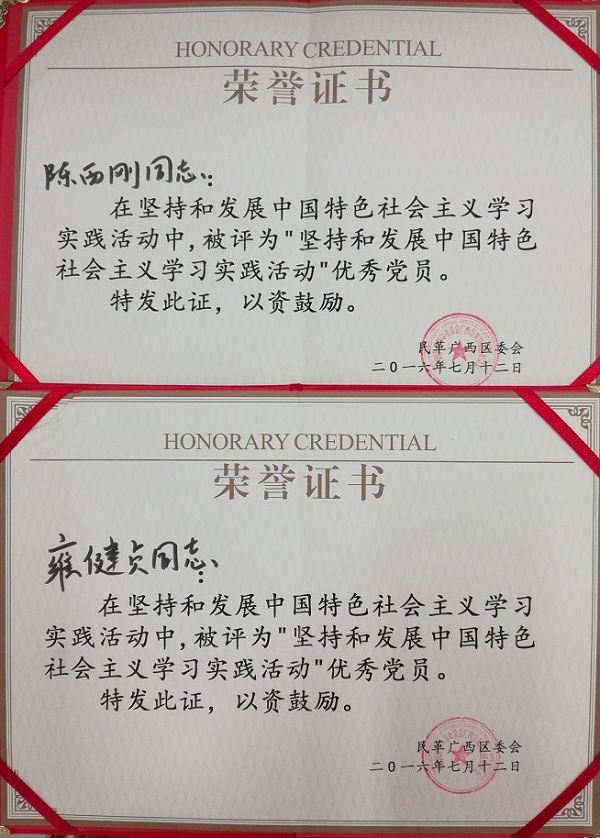 HONORARY CREDENTIAL
荣誉证书
陈西刚同志：
在坚持和发展中国特色社会主义学习
实践活动中,被评为"坚持和发展中国特色
社会主义学习实践活动"优秀党员。
特发此证，以资鼓励。
民革广西区委会
二0一六年七月十二日
HONORARY CREDENTIAL
荣誉证书
雍健贞同志：
在坚持和发展中国特色社会主义学习
实践活动中,被评为"坚持和发展中国特色
社会主义学习实践活动"优秀党员。
特发此证，以资鼓励。
民革广西区委会
二0一六年七月十二日